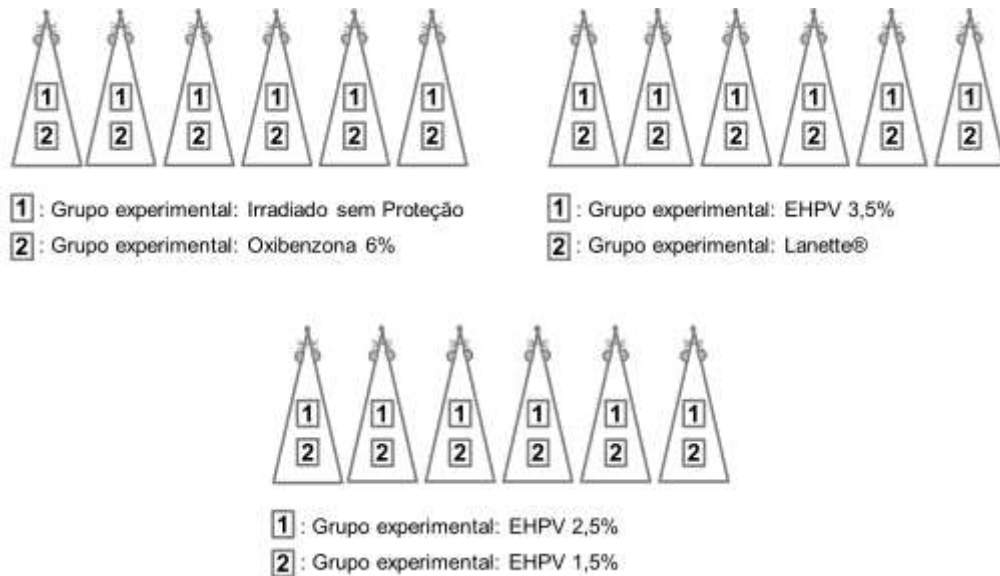 1 1 1 1 1 1
2 2 2 2 2 2
1 : Grupo experimental: Irradiado sem Proteção
2 : Grupo experimental: Oxibenzona 6%
1 1 1 1 1 1
2 2 2 2 2 2
1 : Grupo experimental: EHPV 3,5%
2 : Grupo experimental: Lanette®
1 1 1 1 1 1
2 2 2 2 2 2
1 : Grupo experimental: EHPV 2,5%
2 : Grupo experimental: EHPV 1,5%